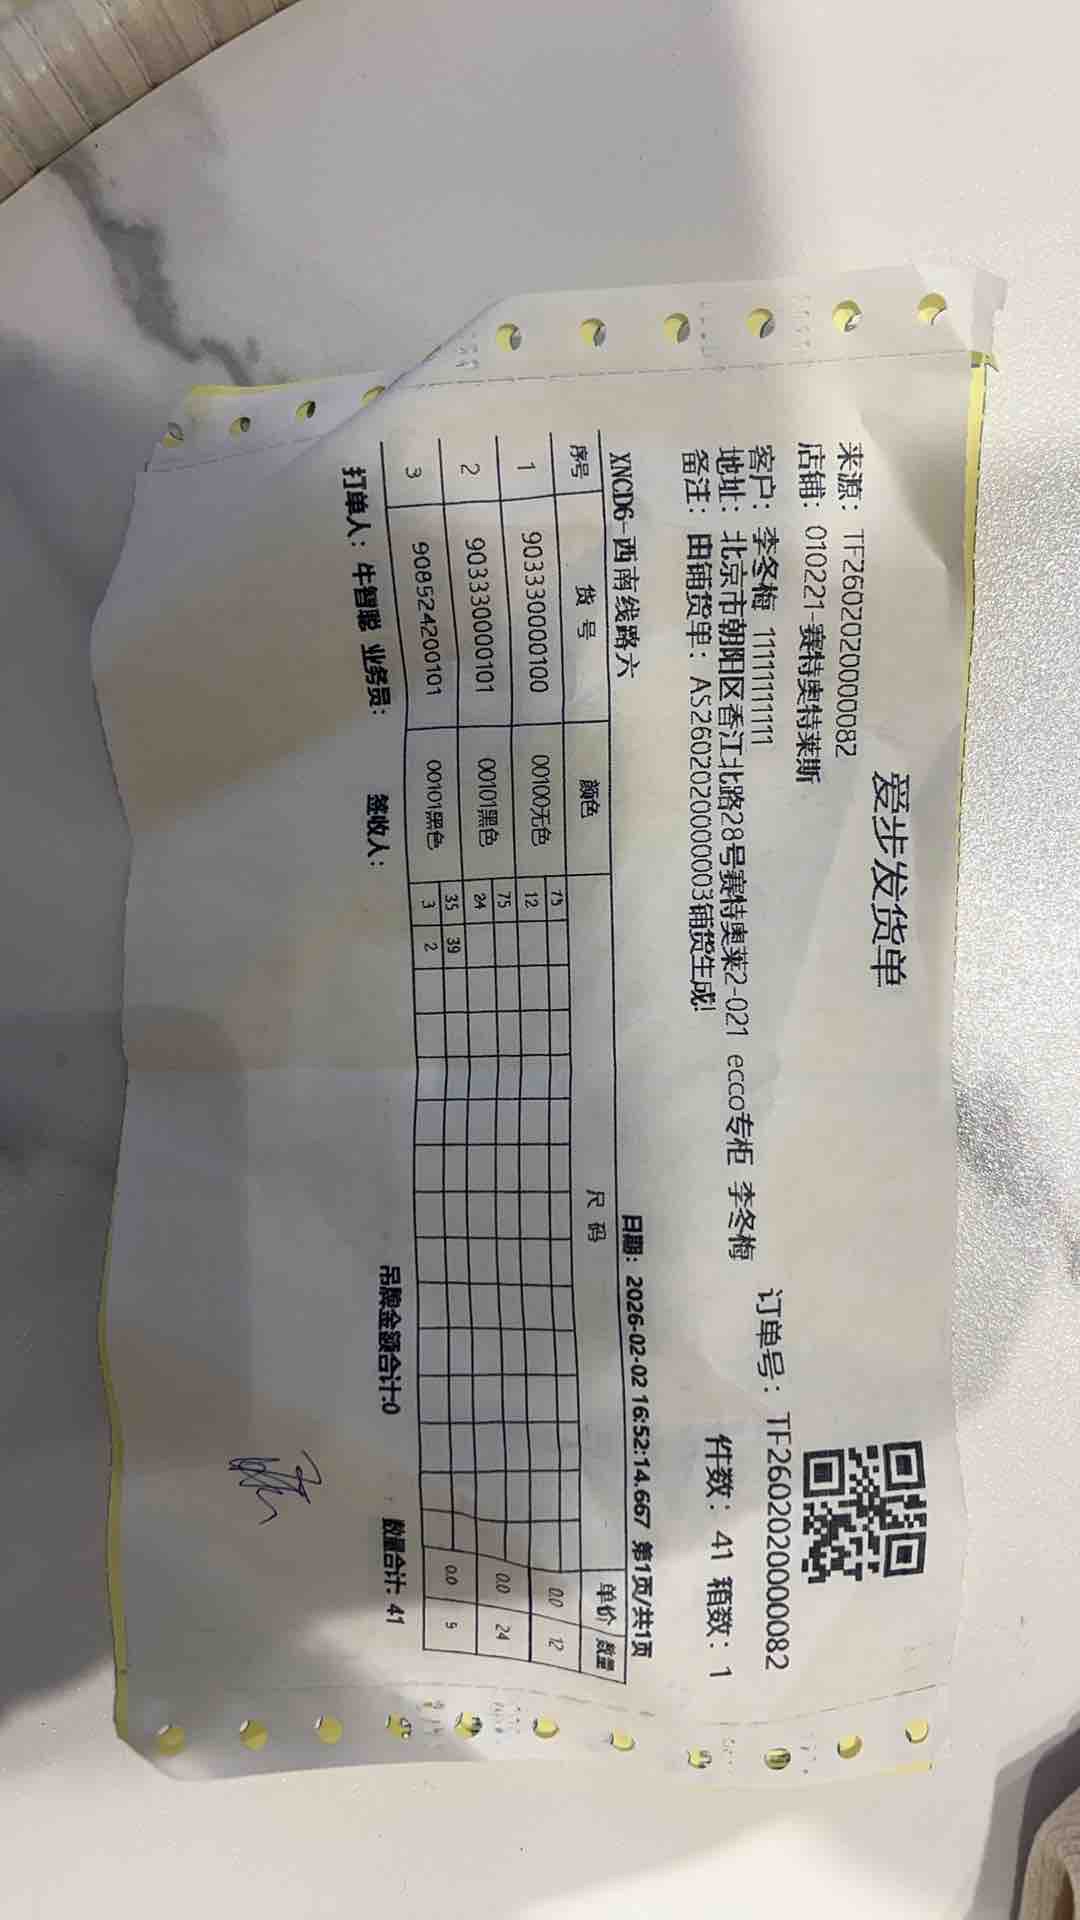 爱步发货单
来源: TF26020200000082
店铺: 010221-赛特奥特莱斯
订单号: TF26020200000082
客户: 李冬梅 111111111
地址: 北京市朝阳区香江北路28号赛特奥莱2-021 ecco专柜 李冬梅
件数: 41 箱数: 1
备注: 由铺货单: AS26020200000003铺货生成!
XNCD6-西南线路六 日期: 2026-02-02 16:52:14.667 第1页/共1页
序号 货号 颜色 尺码 单价 数量
75
1 903330000100 00100无色 12 0.0 12
75
2 903330000101 00101黑色 24 0.0 24
35 39
3 908524200101 00101黑色 3 2 0.0 5
打单人: 牛智聪 业务员: 签收人: 吊牌金额合计:0 数量合计: 41